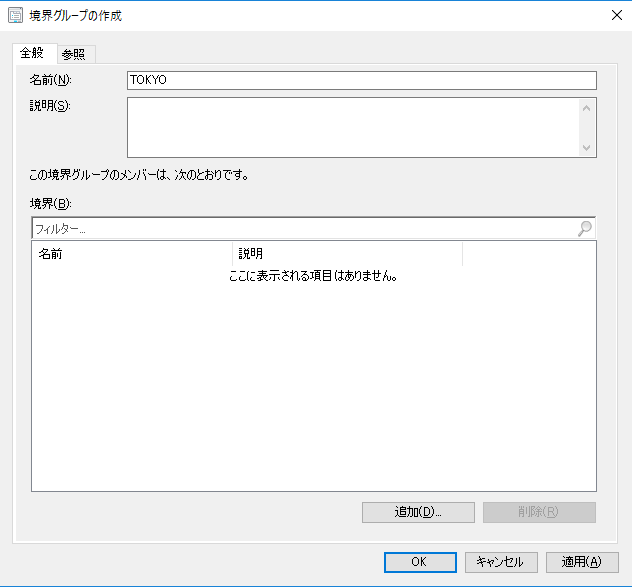 境界グループの作成
全般 参照
名前(N): TOKYO
説明(S):
この境界グループのメンバーは、次のとおりです。
境界(B):
フィルター...
名前 説明
ここに表示される項目はありません。
追加(D)... 削除(R)
OK キャンセル 適用(A)